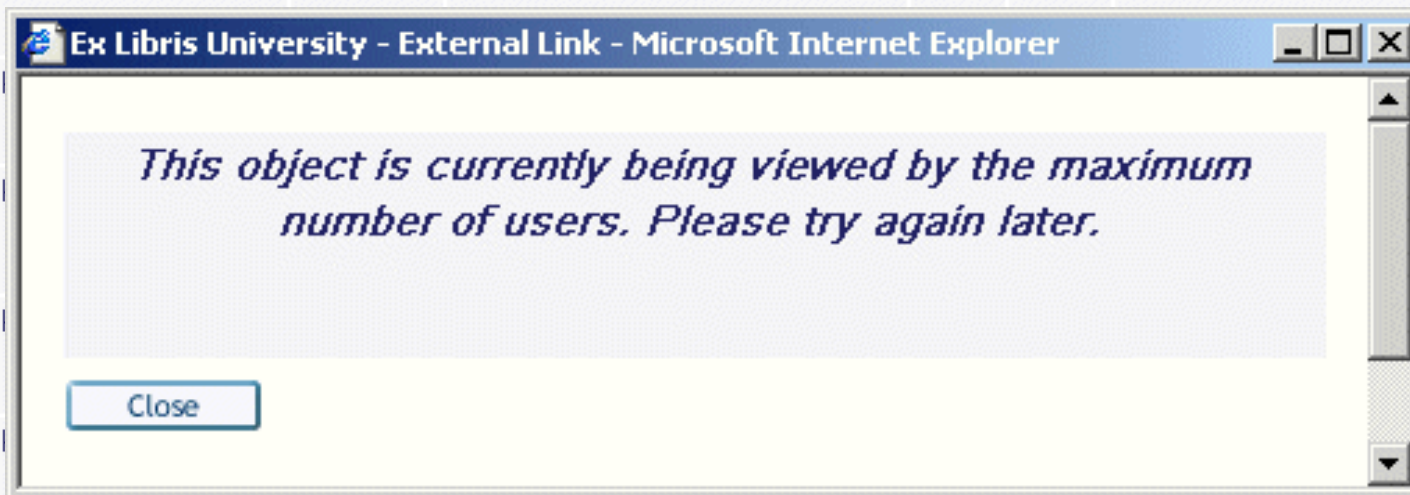 Ex Libris University - External Link - Microsoft Internet Explorer
This object is currently being viewed by the maximum
number of users. Please try again later.
Close